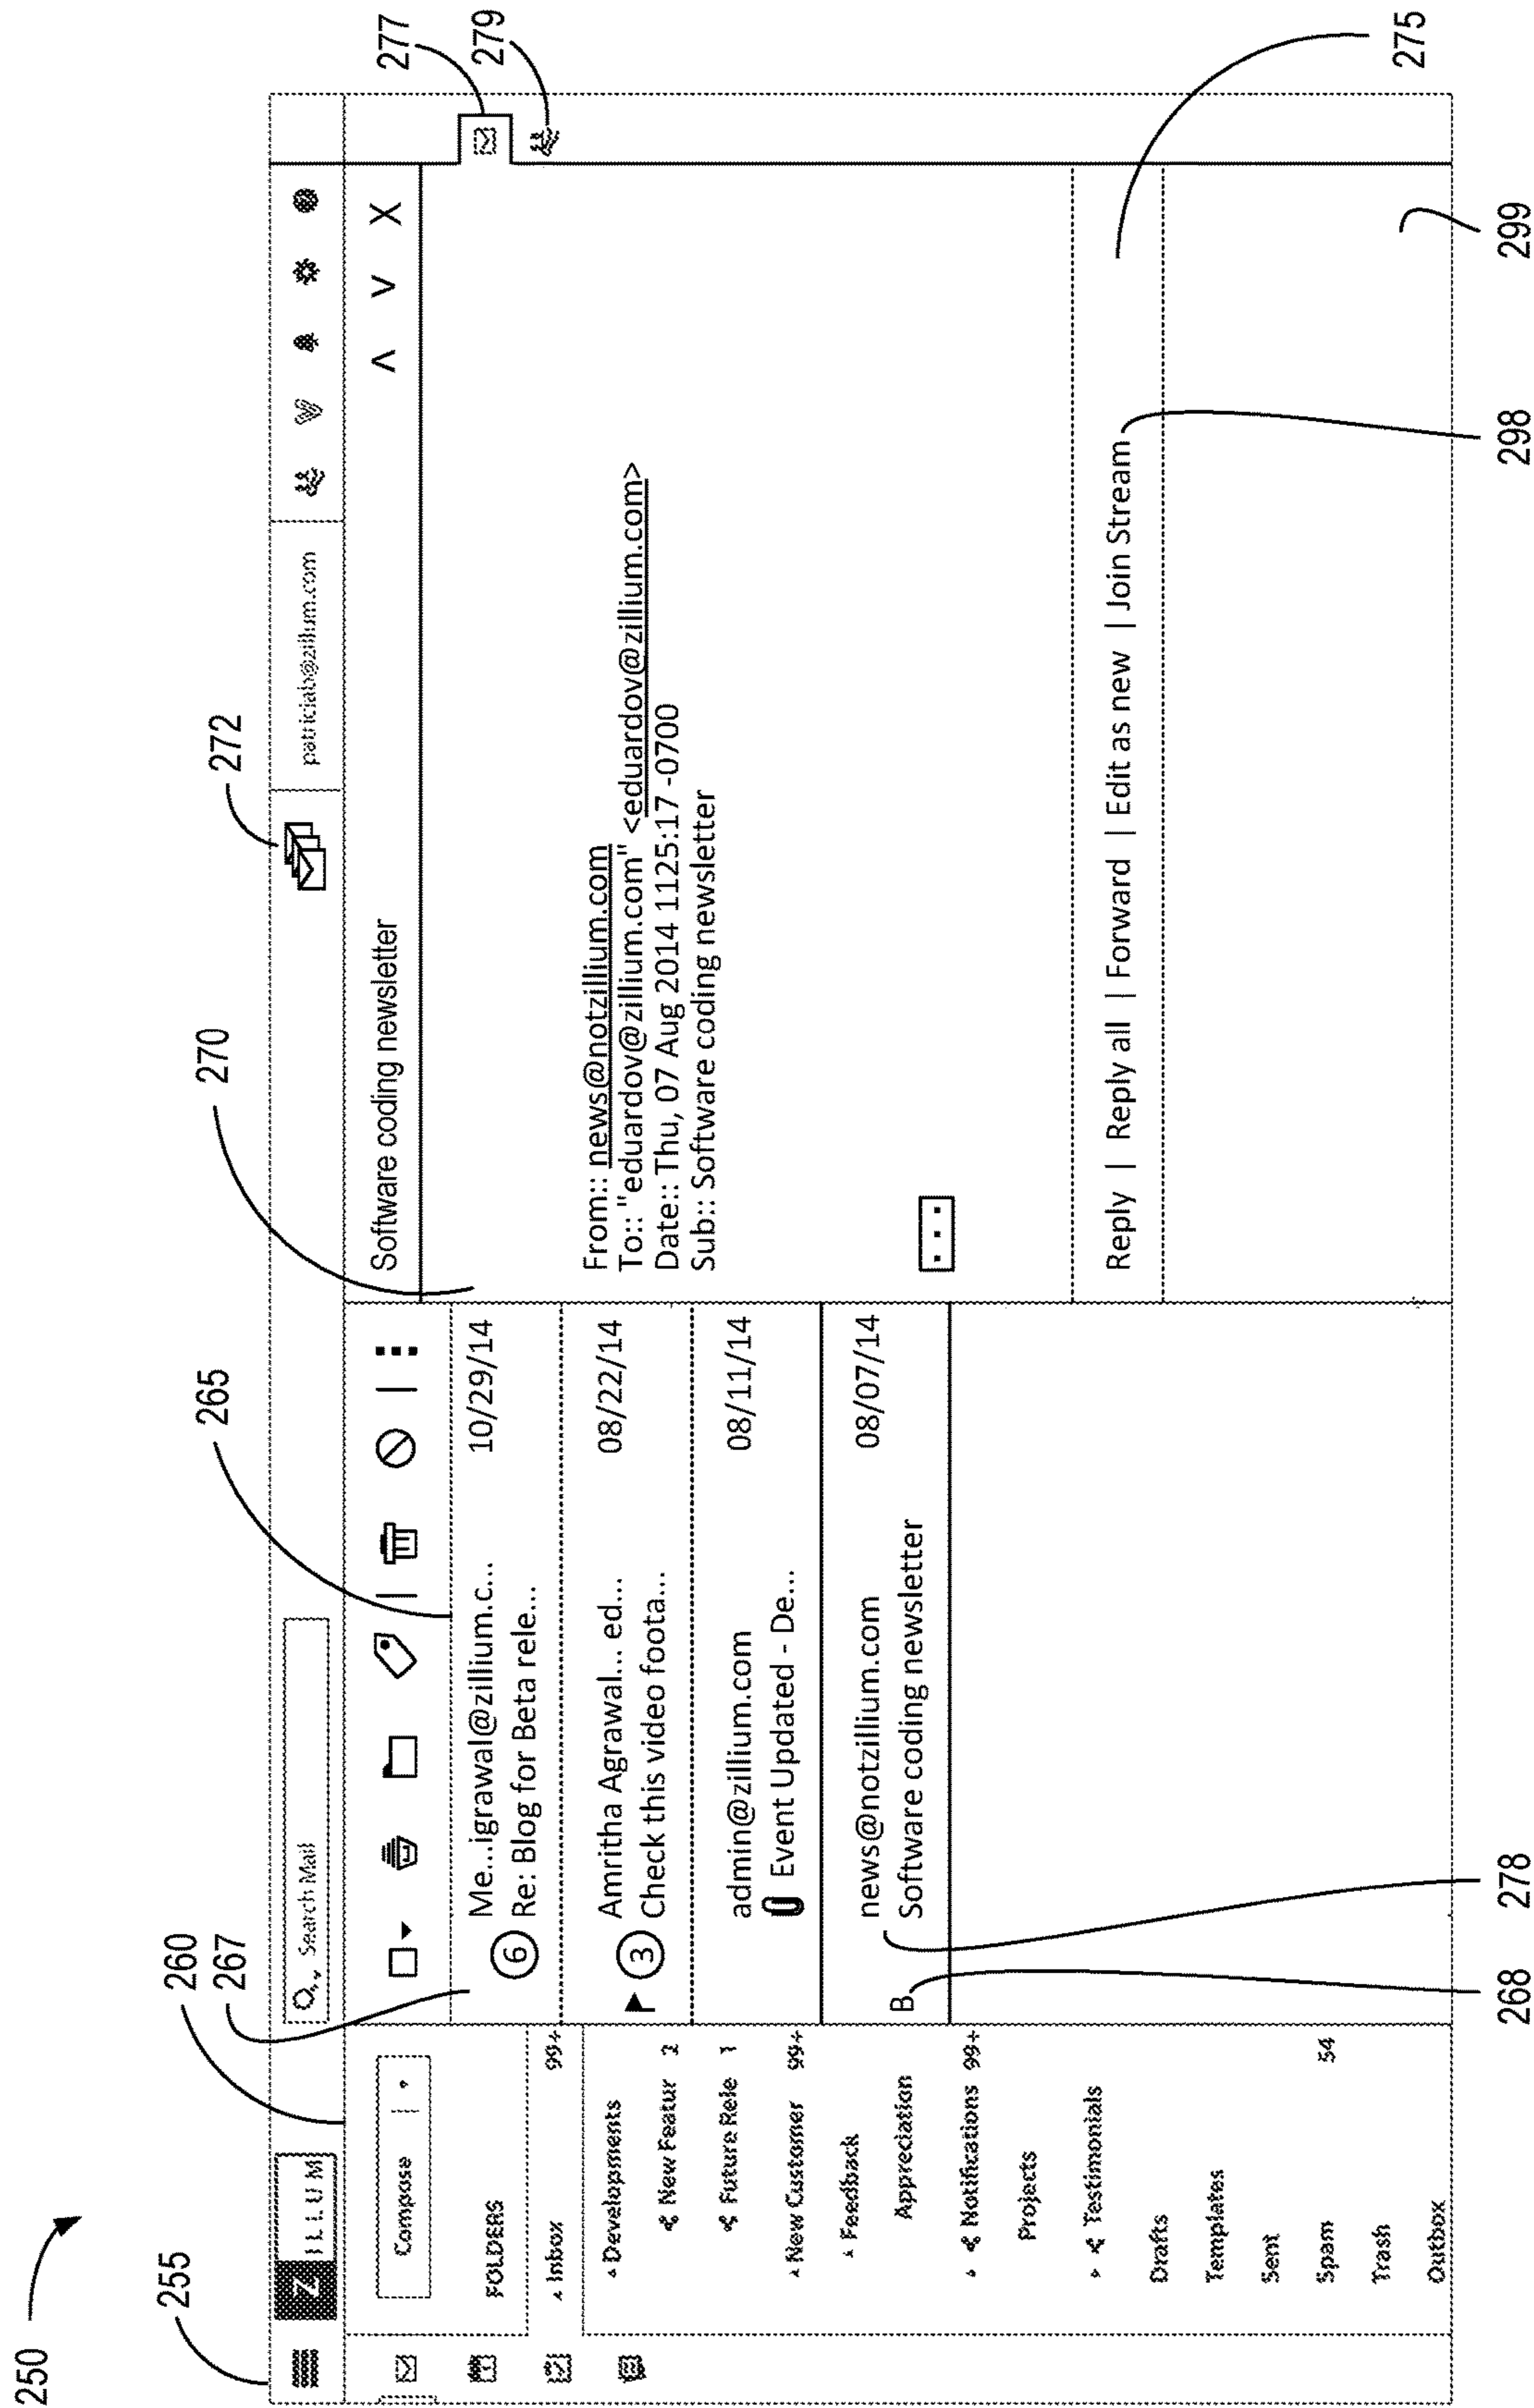 250
255
260
267
265
270
272
277
279
Z ILLUM
Search Mail
patriciab@zillum.com
Compose
FOLDERS
Inbox 99+
Developments
New Featur 2
Future Rele 1
New Customer 99+
Feedback
Appreciation
Notifications 99+
Projects
Testimonials
Drafts
Templates
Sent
Spam 54
Trash
Outbox
Me...igrawal@zillium.c... 10/29/14
6 Re: Blog for Beta rele...
Amritha Agrawal... ed... 08/22/14
3 Check this video foota...
admin@zillium.com 08/11/14
Event Updated - De...
news@notzillium.com 08/07/14
B Software coding newsletter
Software coding newsletter
Λ V X
From:: news@notzillium.com
To:: "eduardov@zillium.com" <eduardov@zillium.com>
Date:: Thu, 07 Aug 2014 1125:17 -0700
Sub:: Software coding newsletter
...
Reply | Reply all | Forward | Edit as new | Join Stream
268
278
298
299
275